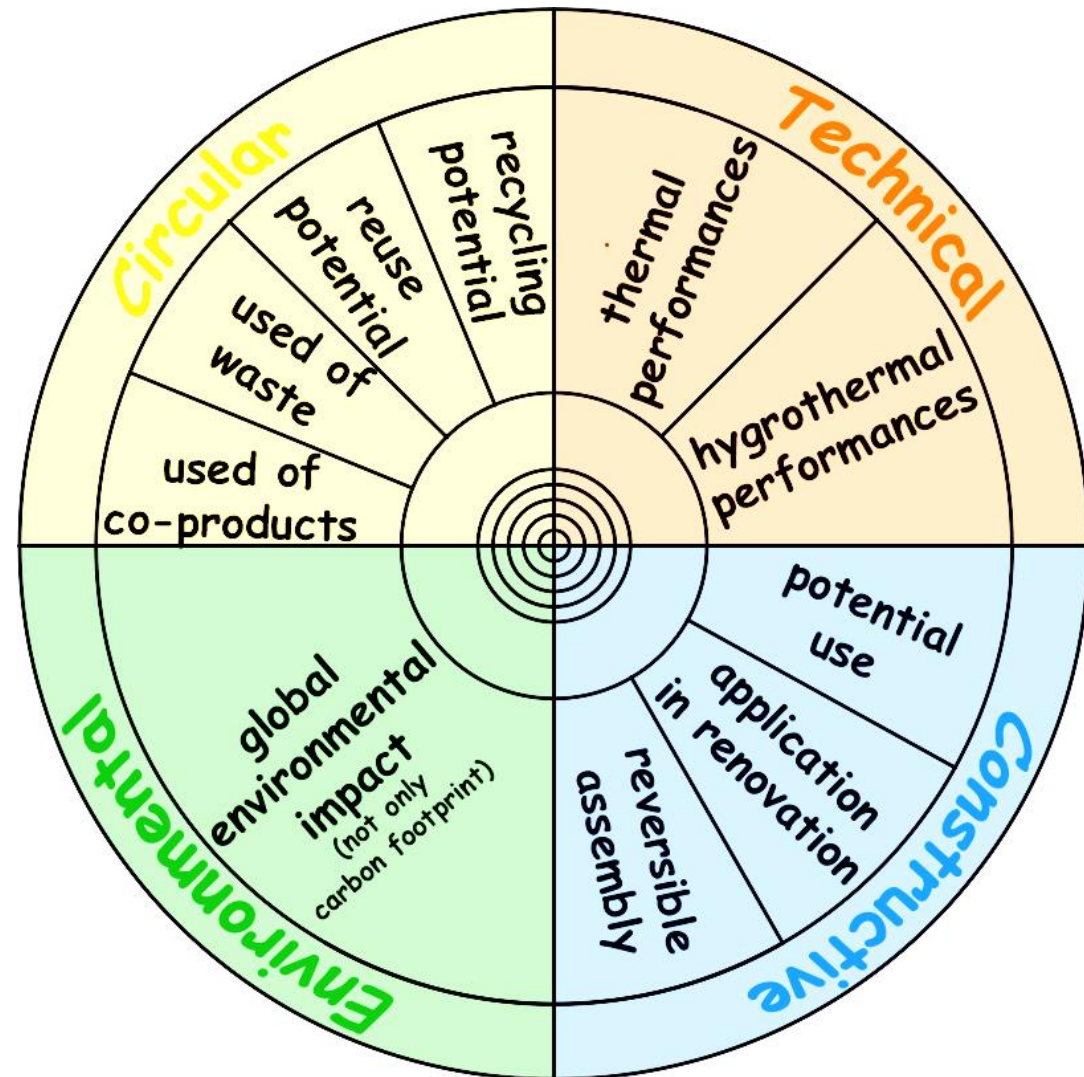 Circular
recycling
potential
reuse
potential
used of
waste
used of
co-products
Technical
thermal
performances
hygrothermal
performances
Constructive
potential
use
application
in renovation
reversible
assembly
Environmental
global
environmental
impact
(not only
carbon footprint)